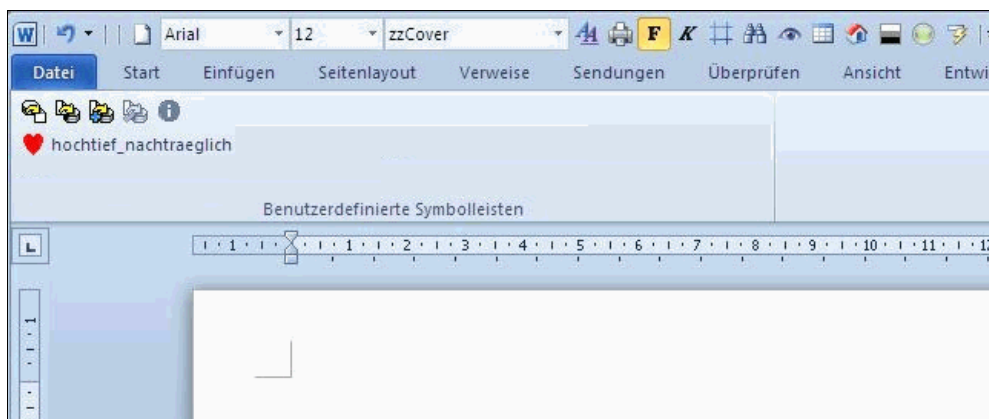 W Arial 12 zzCover F K
Datei Start Einfügen Seitenlayout Verweise Sendungen Überprüfen Ansicht Entwi
hochtief_nachtraeglich
Benutzerdefinierte Symbolleisten
L 1 1 2 3 4 5 6 7 8 9 10 11 12
1